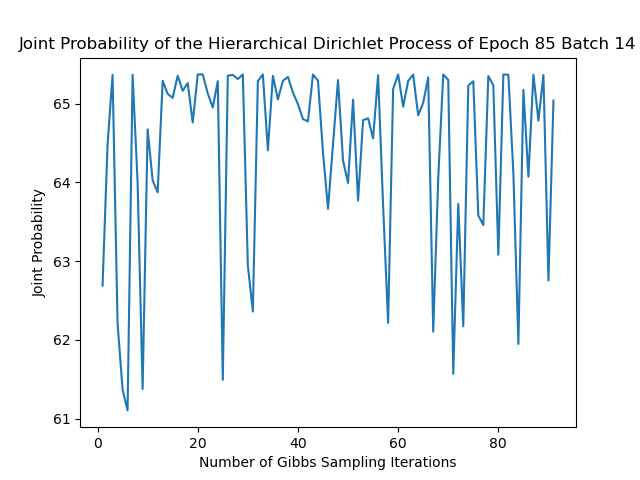 Joint Probability of the Hierarchical Dirichlet Process of Epoch 85 Batch 14
65
64
63
62
61
Joint Probability
0 20 40 60 80
Number of Gibbs Sampling Iterations